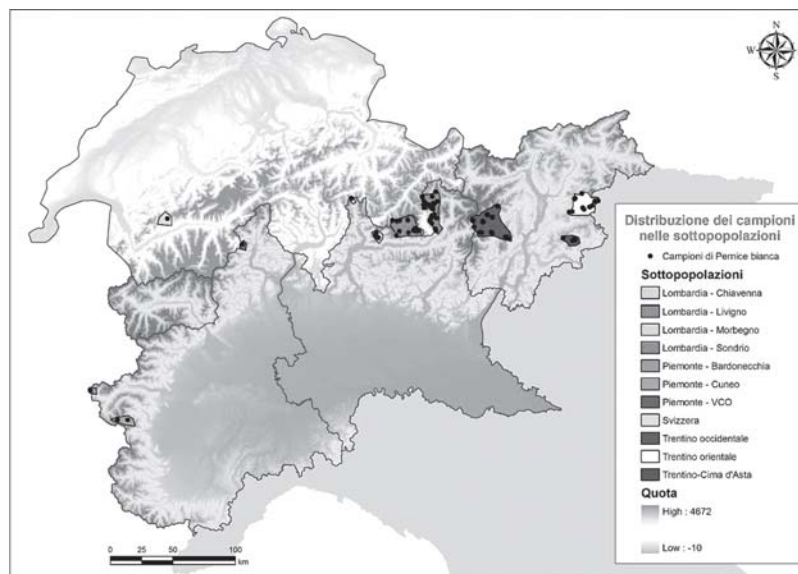 N
W
E
S
Distribuzione dei campioni
nelle sottopopolazioni
Campioni di Pernice bianca
Sottopopolazioni
Lombardia - Chiavenna
Lombardia - Livigno
Lombardia - Morbegno
Lombardia - Sondrio
Piemonte - Bardonecchia
Piemonte - Cuneo
Piemonte - VCO
Svizzera
Trentino occidentale
Trentino orientale
Trentino-Cima d'Asta
Quota
High : 4672
Low : -10
0 25 50 100
km